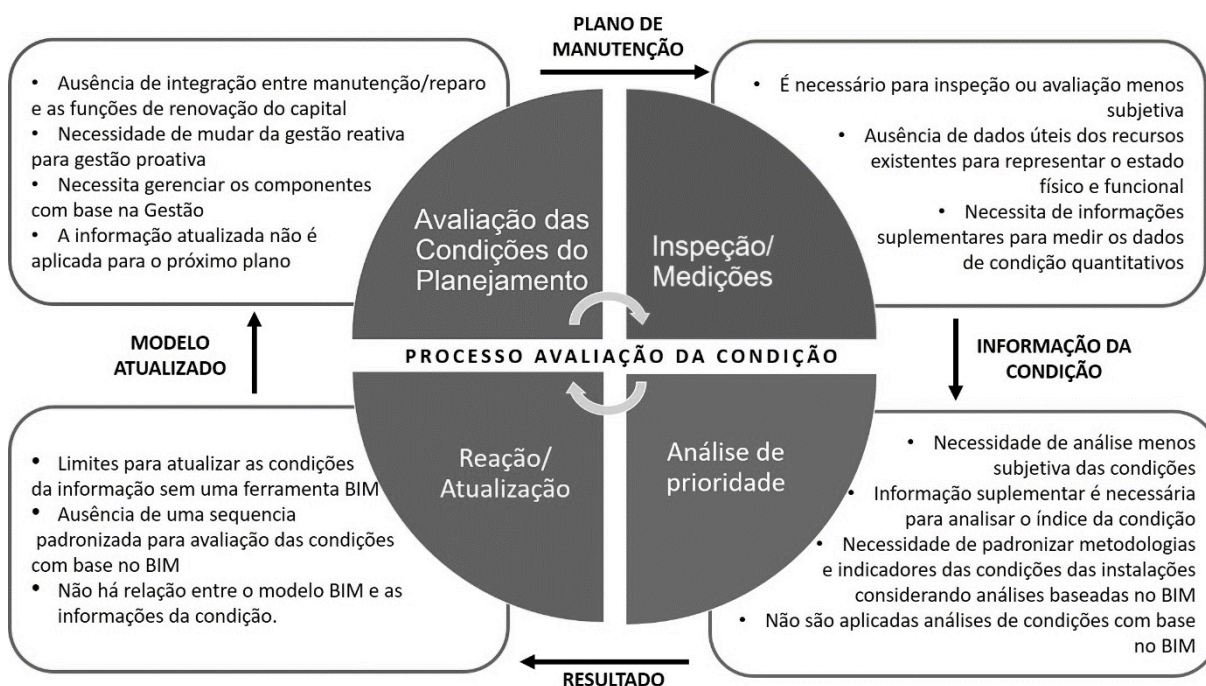 PLANO DE
MANUTENÇÃO
• Ausência de integração entre manutenção/reparo
e as funções de renovação do capital
• Necessidade de mudar da gestão reativa
para gestão proativa
• Necessita gerenciar os componentes
com base na Gestão
• A informação atualizada não é
aplicada para o próximo plano
Avaliação das
Condições do
Planejamento
Inspeção/
Medições
• É necessário para inspeção ou avaliação menos
subjetiva
• Ausência de dados úteis dos recursos
existentes para representar o estado
físico e funcional
• Necessita de informações
suplementares para medir os dados
de condição quantitativos
MODELO
ATUALIZADO
PROCESSO AVALIAÇÃO DA CONDIÇÃO
INFORMAÇÃO DA
CONDIÇÃO
• Limites para atualizar as condições
da informação sem uma ferramenta BIM
• Ausência de uma sequencia
padronizada para avaliação das condições
com base no BIM
• Não há relação entre o modelo BIM e as
informações da condição.
Reação/
Atualização
Análise de
prioridade
• Necessidade de análise menos
subjetiva das condições
• Informação suplementar é necessária
para analisar o índice da condição
• Necessidade de padronizar metodologias
e indicadores das condições das instalações
considerando análises baseadas no BIM
• Não são aplicadas análises de condições com base
no BIM
RESULTADO